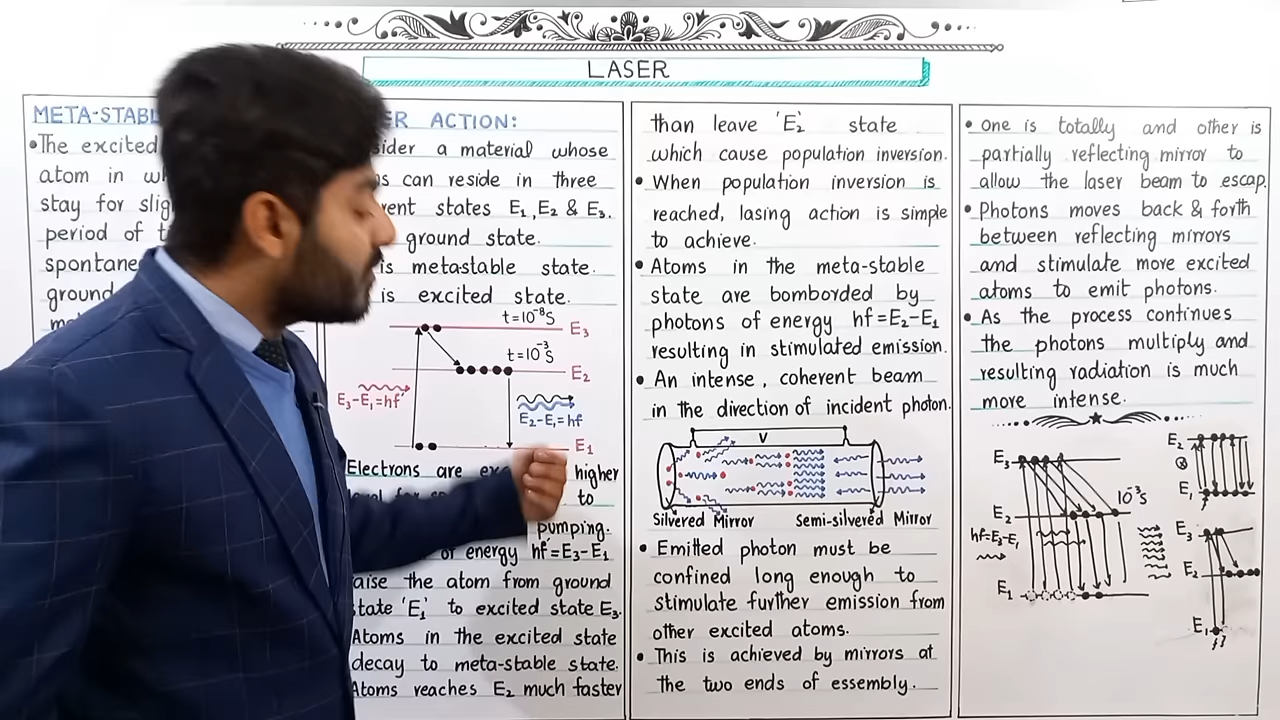 LASER
META-STABL
• The excited
atom in wh
stay for slig
period of t
spontane
ground
ER ACTION:
sider a material whose
ns can reside in three
rent states E₁,E₂ & E₃.
ground state.
is metastable state.
is excited state.
t=10⁻⁸S
E₃
t=10⁻³S
E₂
E₃-E₁=hf
E₂-E₁=hf
E₁
Electrons are exc higher
to
pumping.
of energy hf=E₃-E₁
aise the atom from ground
state 'E₁' to excited state E₃.
Atoms in the excited state
decay to meta-stable state.
Atoms reaches E₂ much faster
than leave 'E₂' state
which cause population inversion.
• When population inversion is
reached, lasing action is simple
to achieve.
• Atoms in the meta-stable
state are bomborded by
photons of energy hf=E₂-E₁
resulting in stimulated emission.
• An intense, coherent beam
in the direction of incident photon.
V
Silvered Mirror Semi-silvered Mirror
• Emitted photon must be
confined long enough to
stimulate further emission from
other excited atoms.
• This is achieved by mirrors at
the two ends of assembly.
• One is totally and other is
partially reflecting mirror to
allow the laser beam to escap.
• Photons moves back & forth
between reflecting mirrors
and stimulate more excited
atoms to emit photons.
• As the process continues
the photons multiply and
resulting radiation is much
more intense.
E₃
10⁻³S
E₂
hf=E₃-E₁
E₁
E₂
E₁
E₃
E₂
E₁